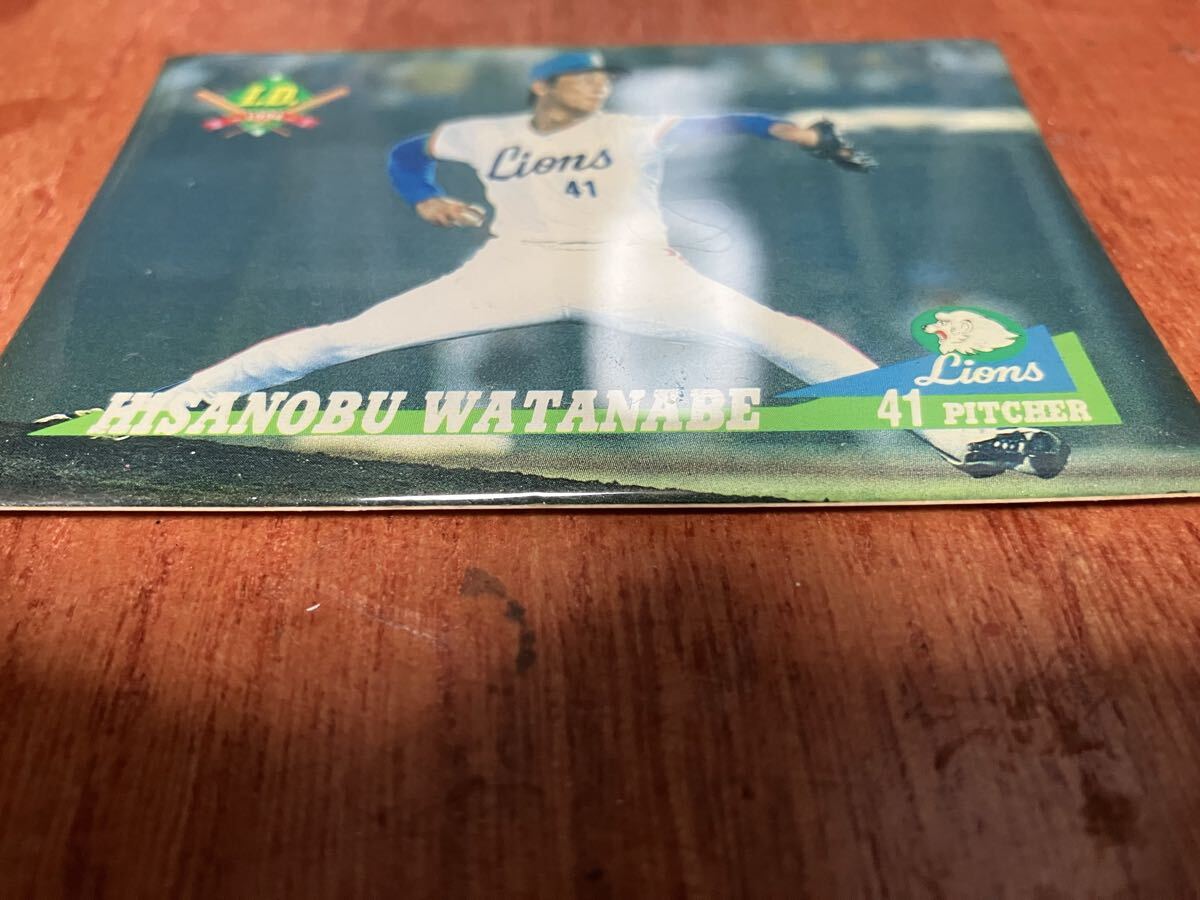 I.D.
Lions
41
Lions
HISANOBU WATANABE
41 PITCHER